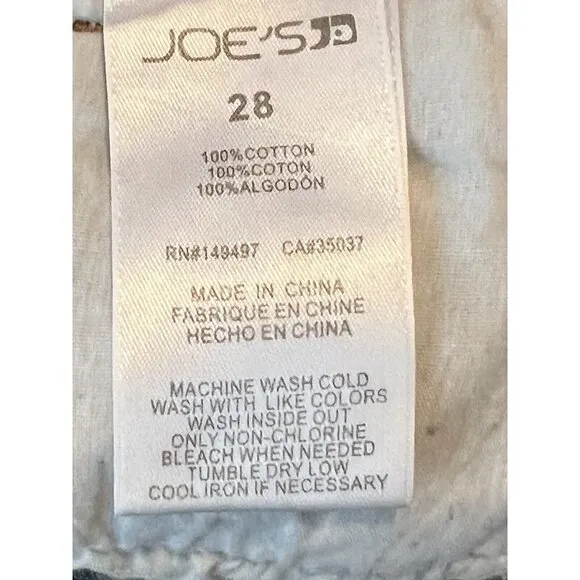 JOE'S
28
100%COTTON
100%COTON
100%ALGODÓN
RN#149497 CA#35037
MADE IN CHINA
FABRIQUE EN CHINE
HECHO EN CHINA
MACHINE WASH COLD
WASH WITH LIKE COLORS
WASH INSIDE OUT
ONLY NON-CHLORINE
BLEACH WHEN NEEDED
TUMBLE DRY LOW
COOL IRON IF NECESSARY